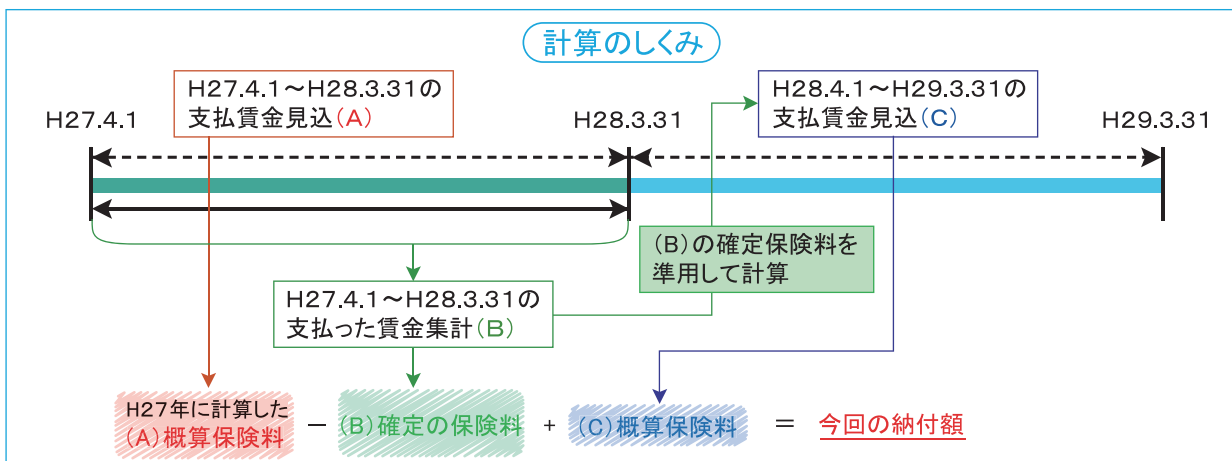 計算のしくみ
H27.4.1～H28.3.31の
支払賃金見込(A)
H28.4.1～H29.3.31の
支払賃金見込(C)
H27.4.1
H28.3.31
H29.3.31
(B)の確定保険料を
準用して計算
H27.4.1～H28.3.31の
支払った賃金集計(B)
H27年に計算した
(A)概算保険料 － (B)確定の保険料 + (C)概算保険料 = 今回の納付額